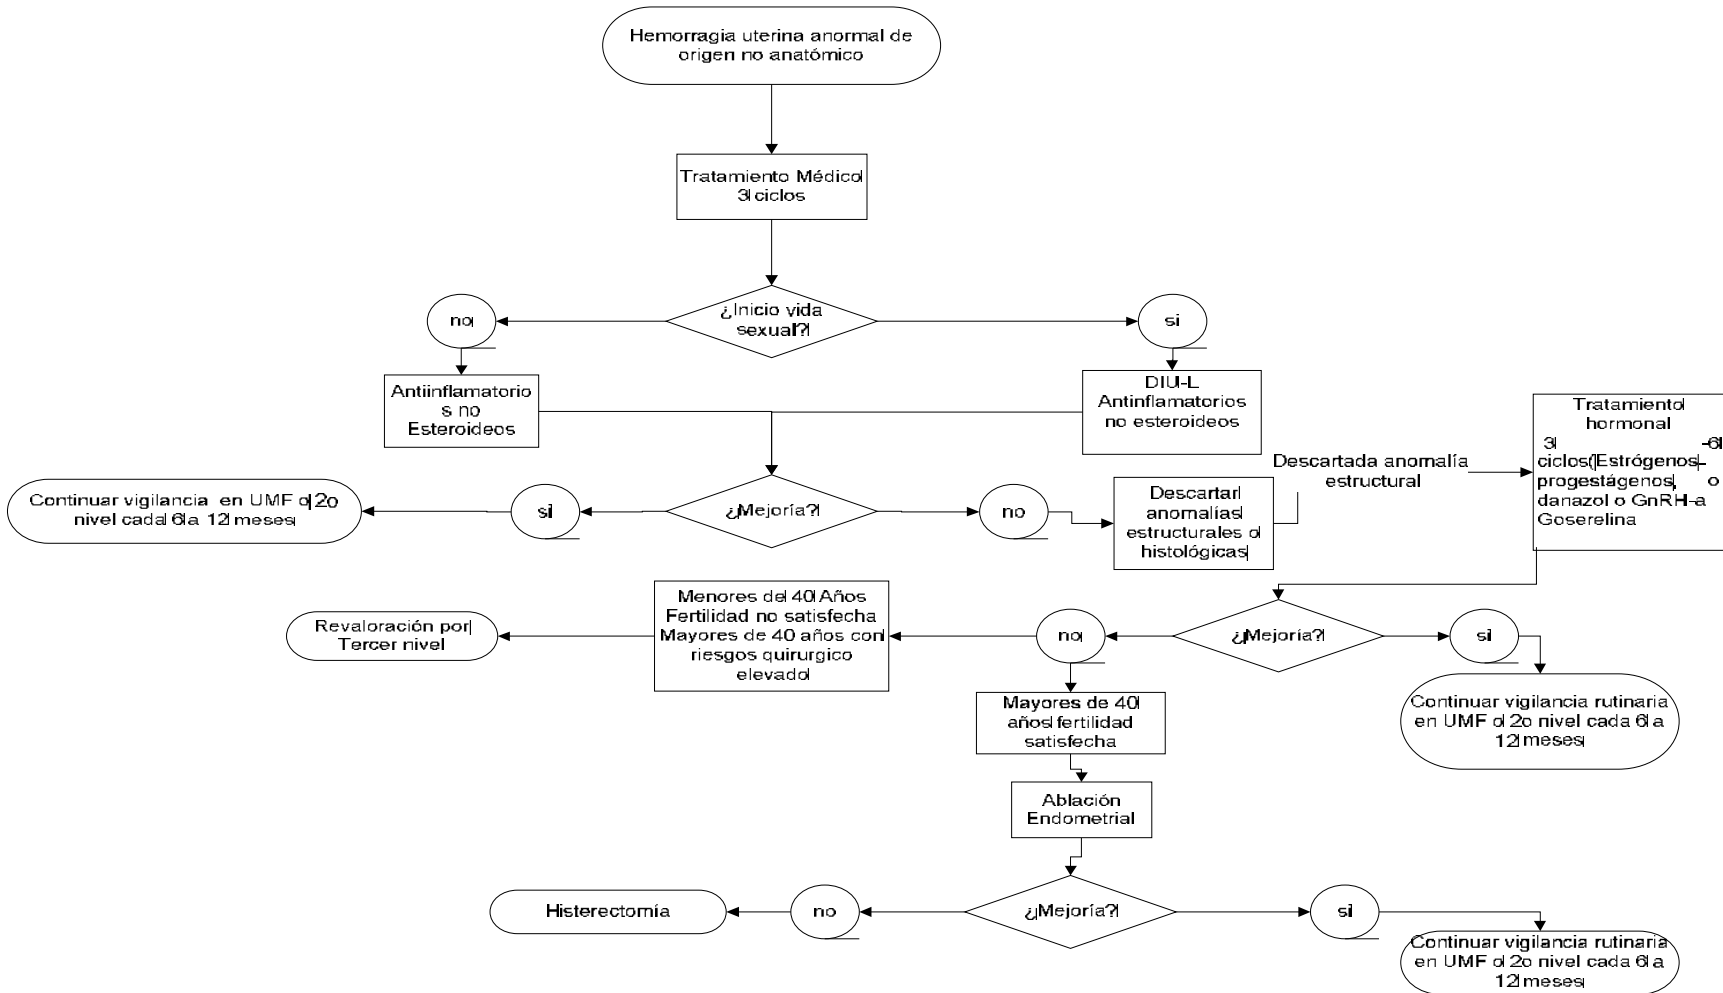 Hemorragia uterina anormal de
origen no anatómico
Tratamiento Médico
3 ciclos
¿Inicio vida
sexual?
no
si
Antiinflamatorio
s no
Esteroideos
DIU-L
Antinflamatorios
no esteroideos
Tratamiento
hormonal
3 -6
ciclos(Estrógenos-
progestágenos, o
danazol o GnRH-a
Goserelina
Descartada anomalía
estructural
Continuar vigilancia en UMF o 2o
nivel cada 6 a 12 meses
si
¿Mejoría?
no
Descartar
anomalías
estructurales o
histológicas
Revaloración por
Tercer nivel
Menores de 40 Años
Fertilidad no satisfecha
Mayores de 40 años con
riesgos quirurgico
elevado
no
¿Mejoría?
si
Mayores de 40
años fertilidad
satisfecha
Continuar vigilancia rutinaria
en UMF o 2o nivel cada 6 a
12 meses
Ablación
Endometrial
Histerectomía
no
¿Mejoría?
si
Continuar vigilancia rutinaria
en UMF o 2o nivel cada 6 a
12 meses